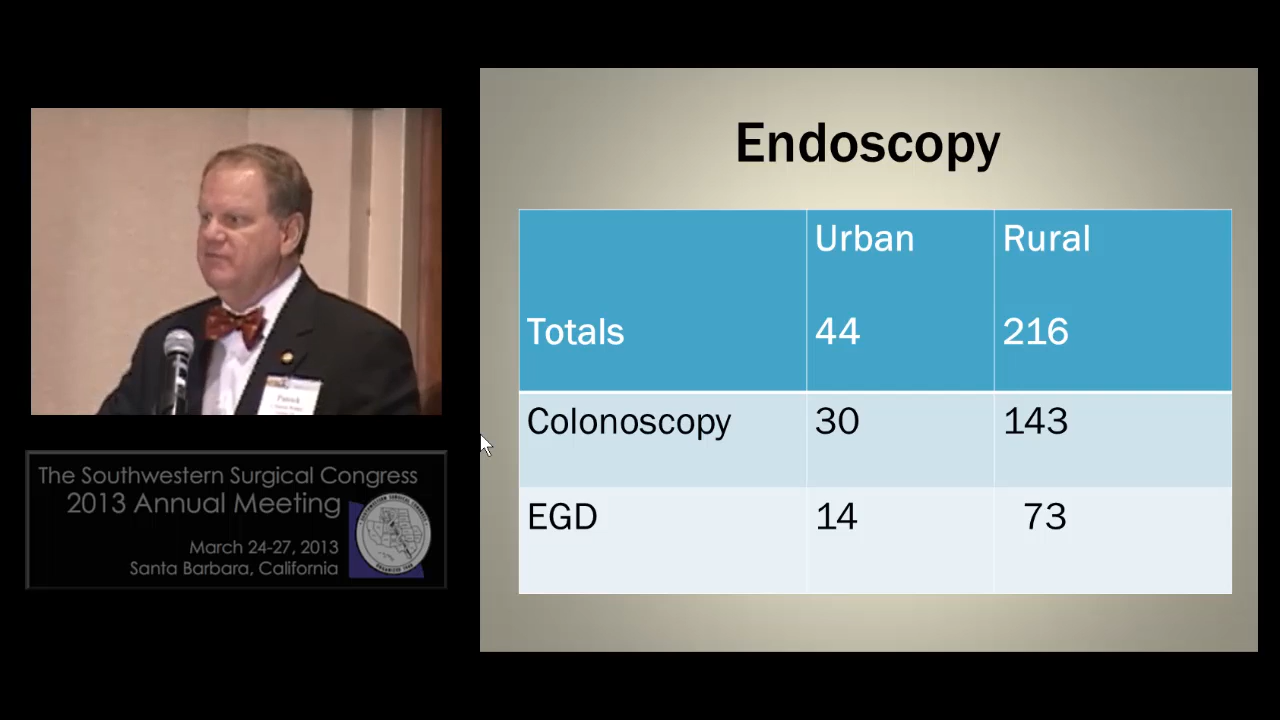 Endoscopy
Urban Rural
Totals 44 216
Colonoscopy 30 143
EGD 14 73
The Southwestern Surgical Congress
2013 Annual Meeting
March 24-27, 2013
Santa Barbara, California